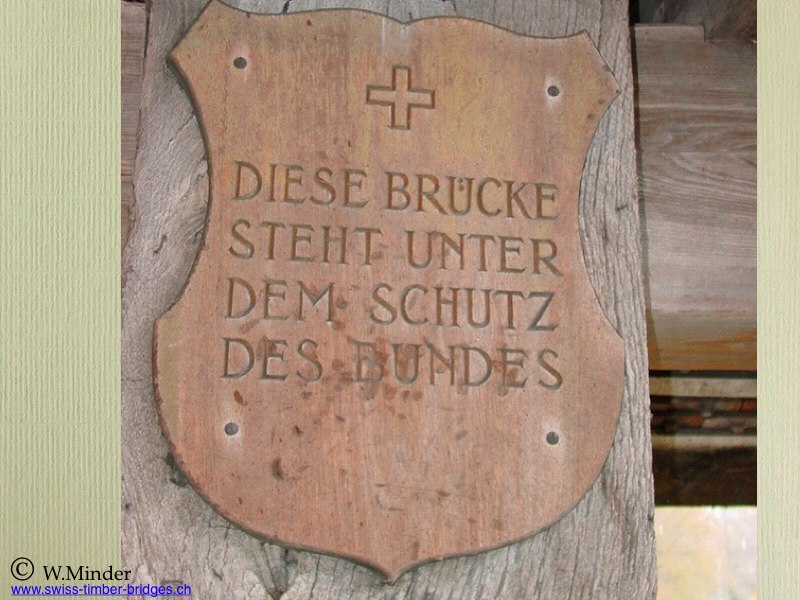 DIESE BRÜCKE
STEHT UNTER
DEM SCHUTZ
DES BUNDES
© W.Minder
www.swiss-timber-bridges.ch